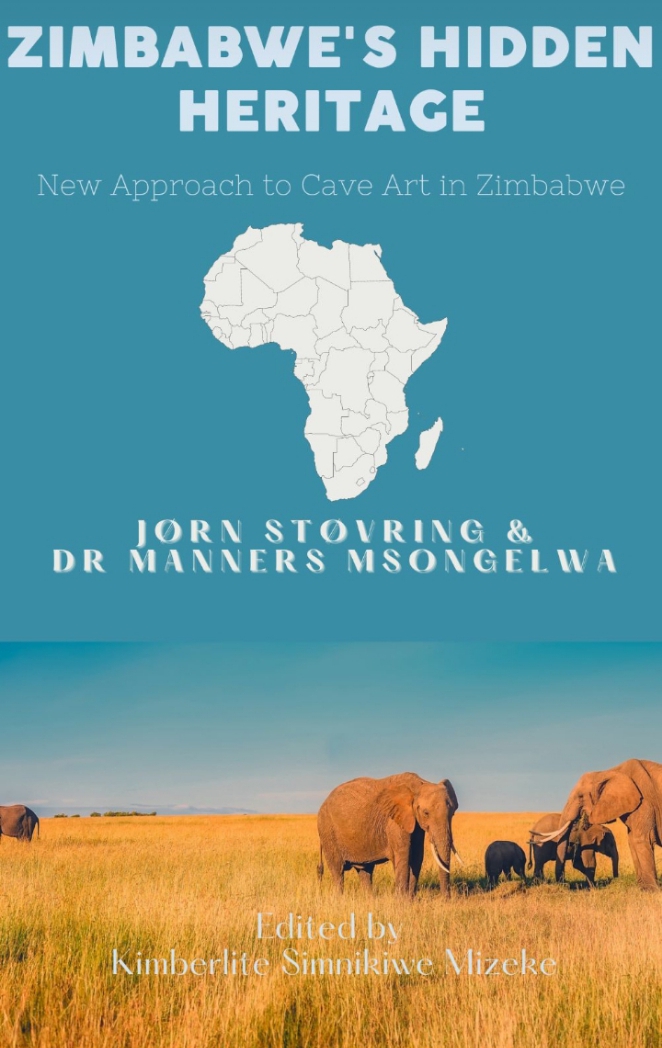 ZIMBABWE'S HIDDEN
HERITAGE
New Approach to Cave Art in Zimbabwe
JØRN STØVRING &
DR MANNERS MSONGELWA
Edited by
Kimberlite Simnikiwe Mizeke